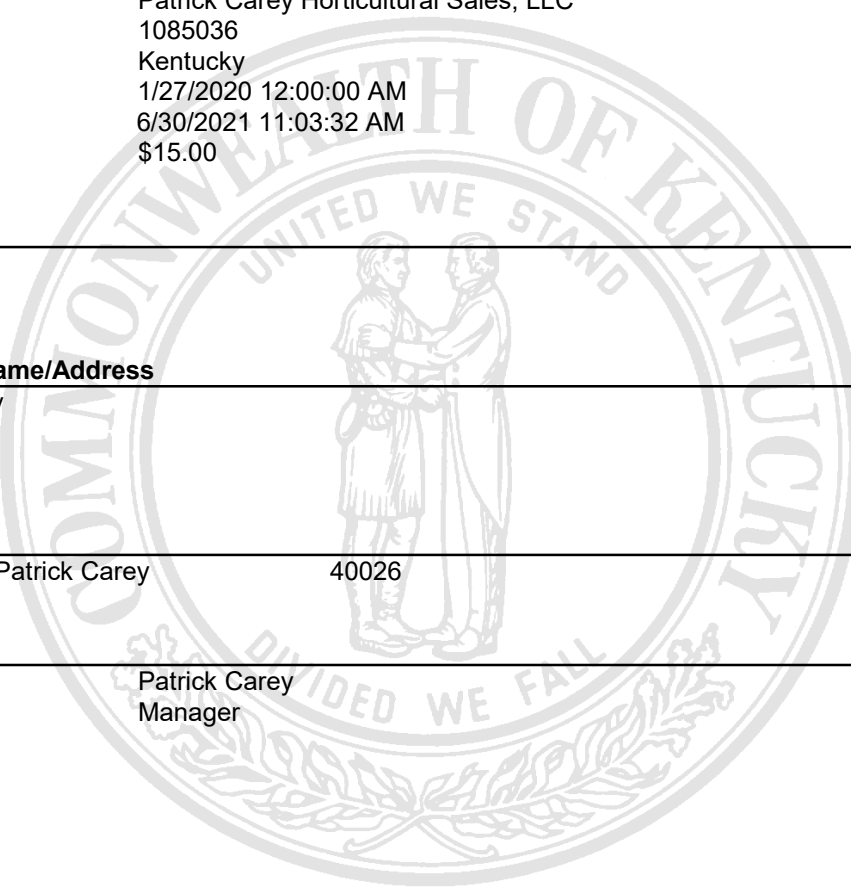 Patrick Carey Horticultural Sales, LLC
1085036
Kentucky
1/27/2020 12:00:00 AM
6/30/2021 11:03:32 AM
$15.00
COMMONWEALTH OF KENTUCKY
UNITED WE STAND
ame/Address
Patrick Carey 40026
DIVIDED WE FALL
Patrick Carey
Manager